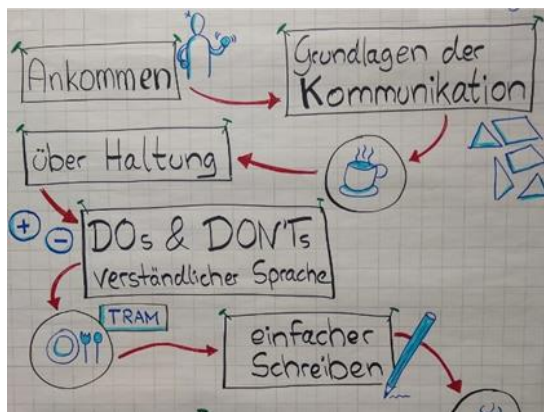 Ankommen
Grundlagen der
Kommunikation
über Haltung
DOs & DON'Ts
verständlicher Sprache
TRAM
einfacher
Schreiben